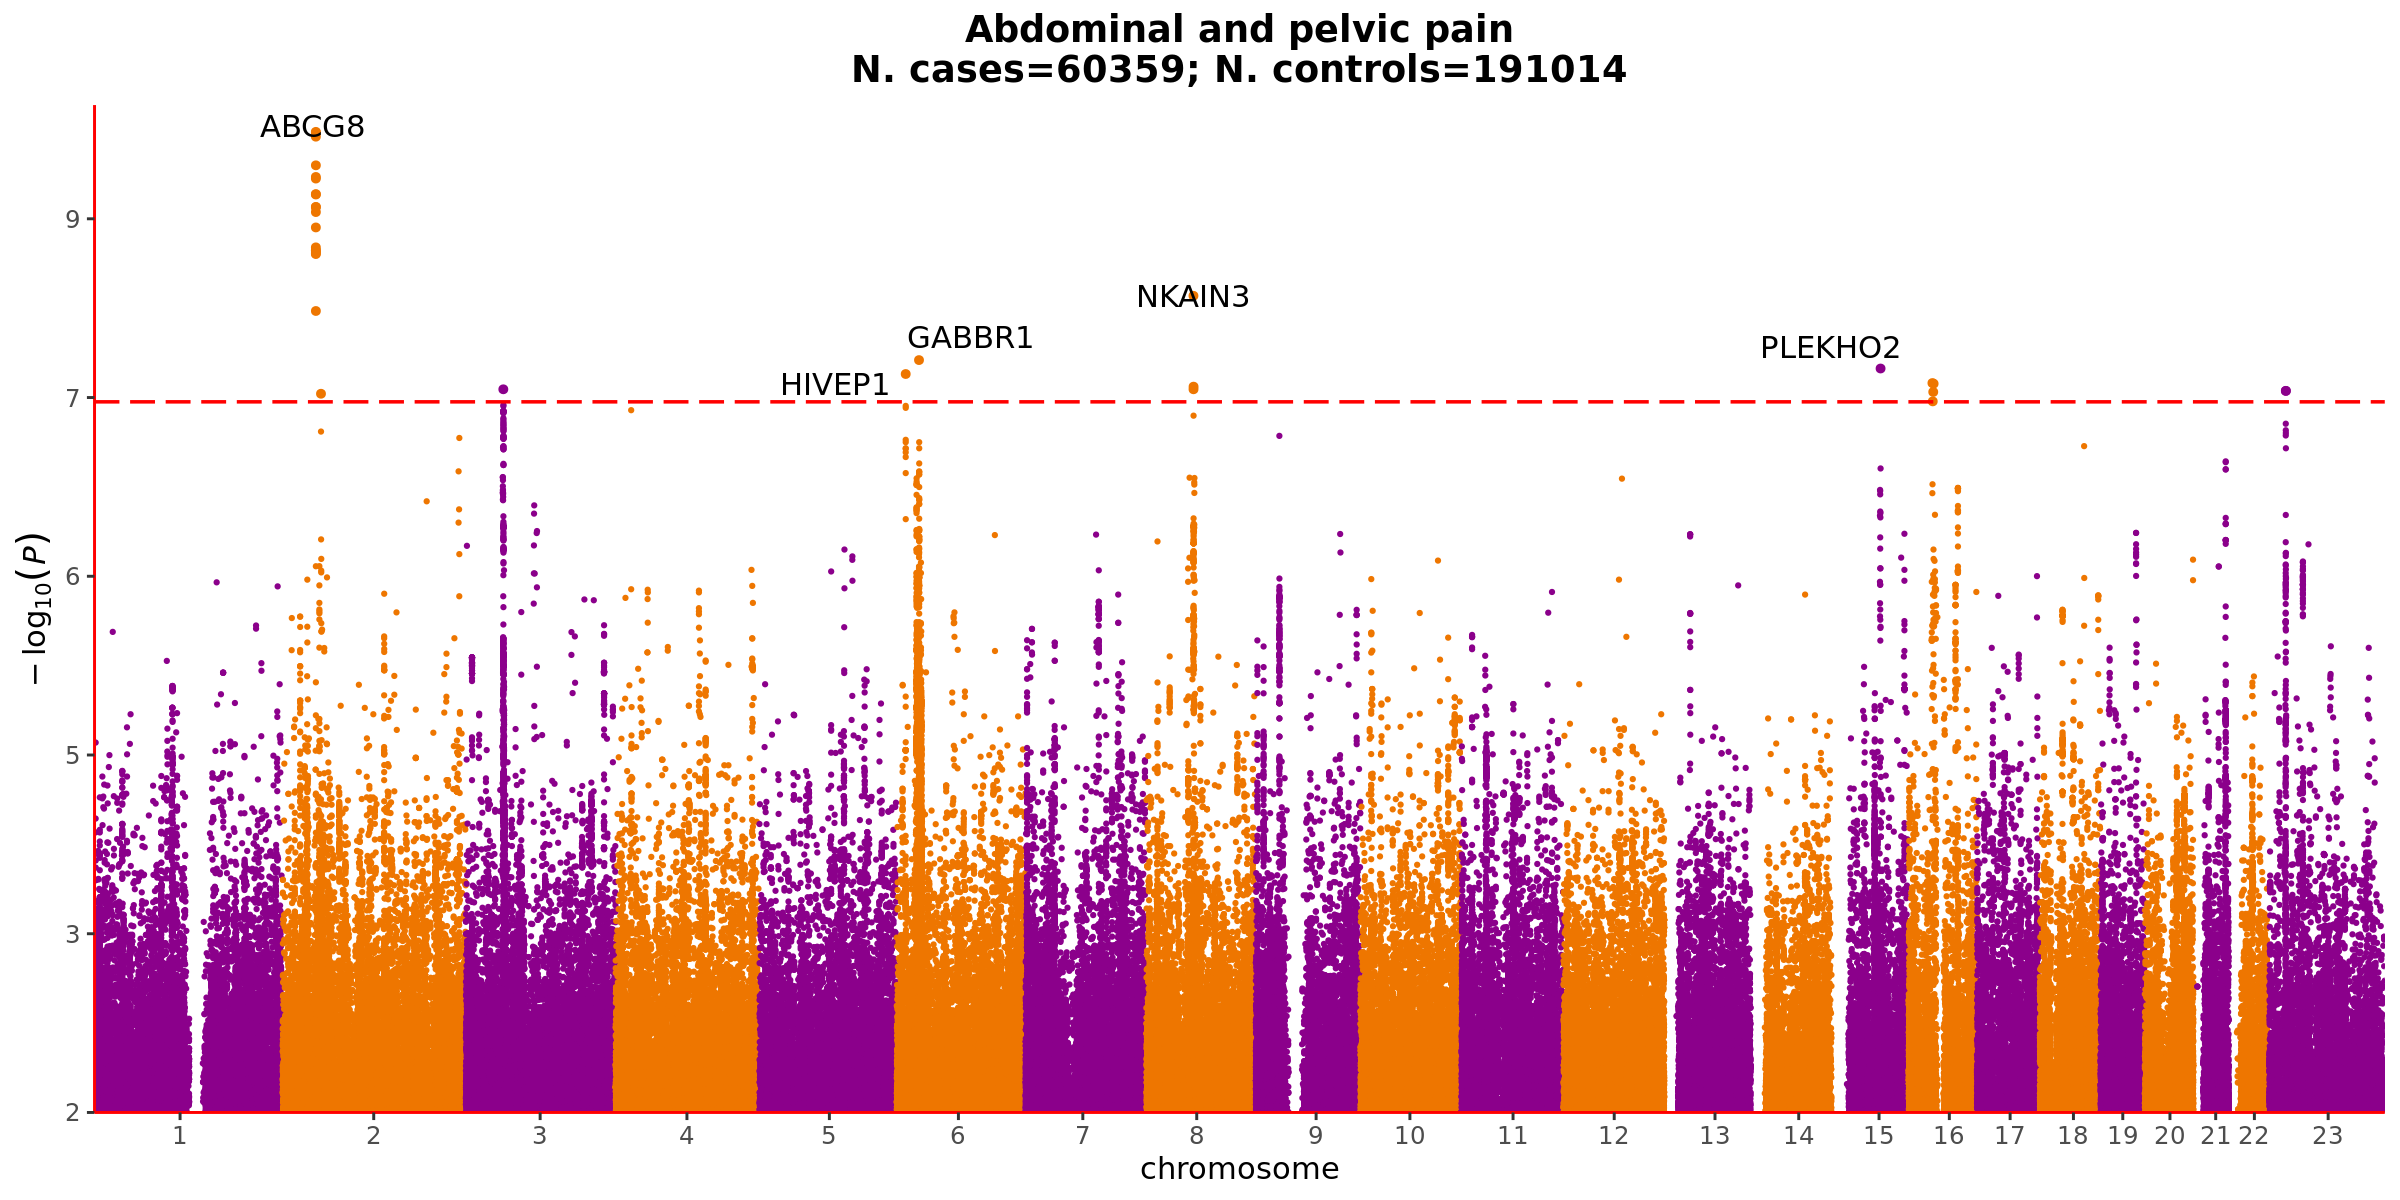 Abdominal and pelvic pain
N. cases=60359; N. controls=191014
ABCG8
9
NKAIN3
GABBR1
PLEKHO2
HIVEP1
7
6
−log10(P)
5
3
2
1 2 3 4 5 6 7 8 9 10 11 12 13 14 15 16 17 18 19 20 21 22 23
chromosome